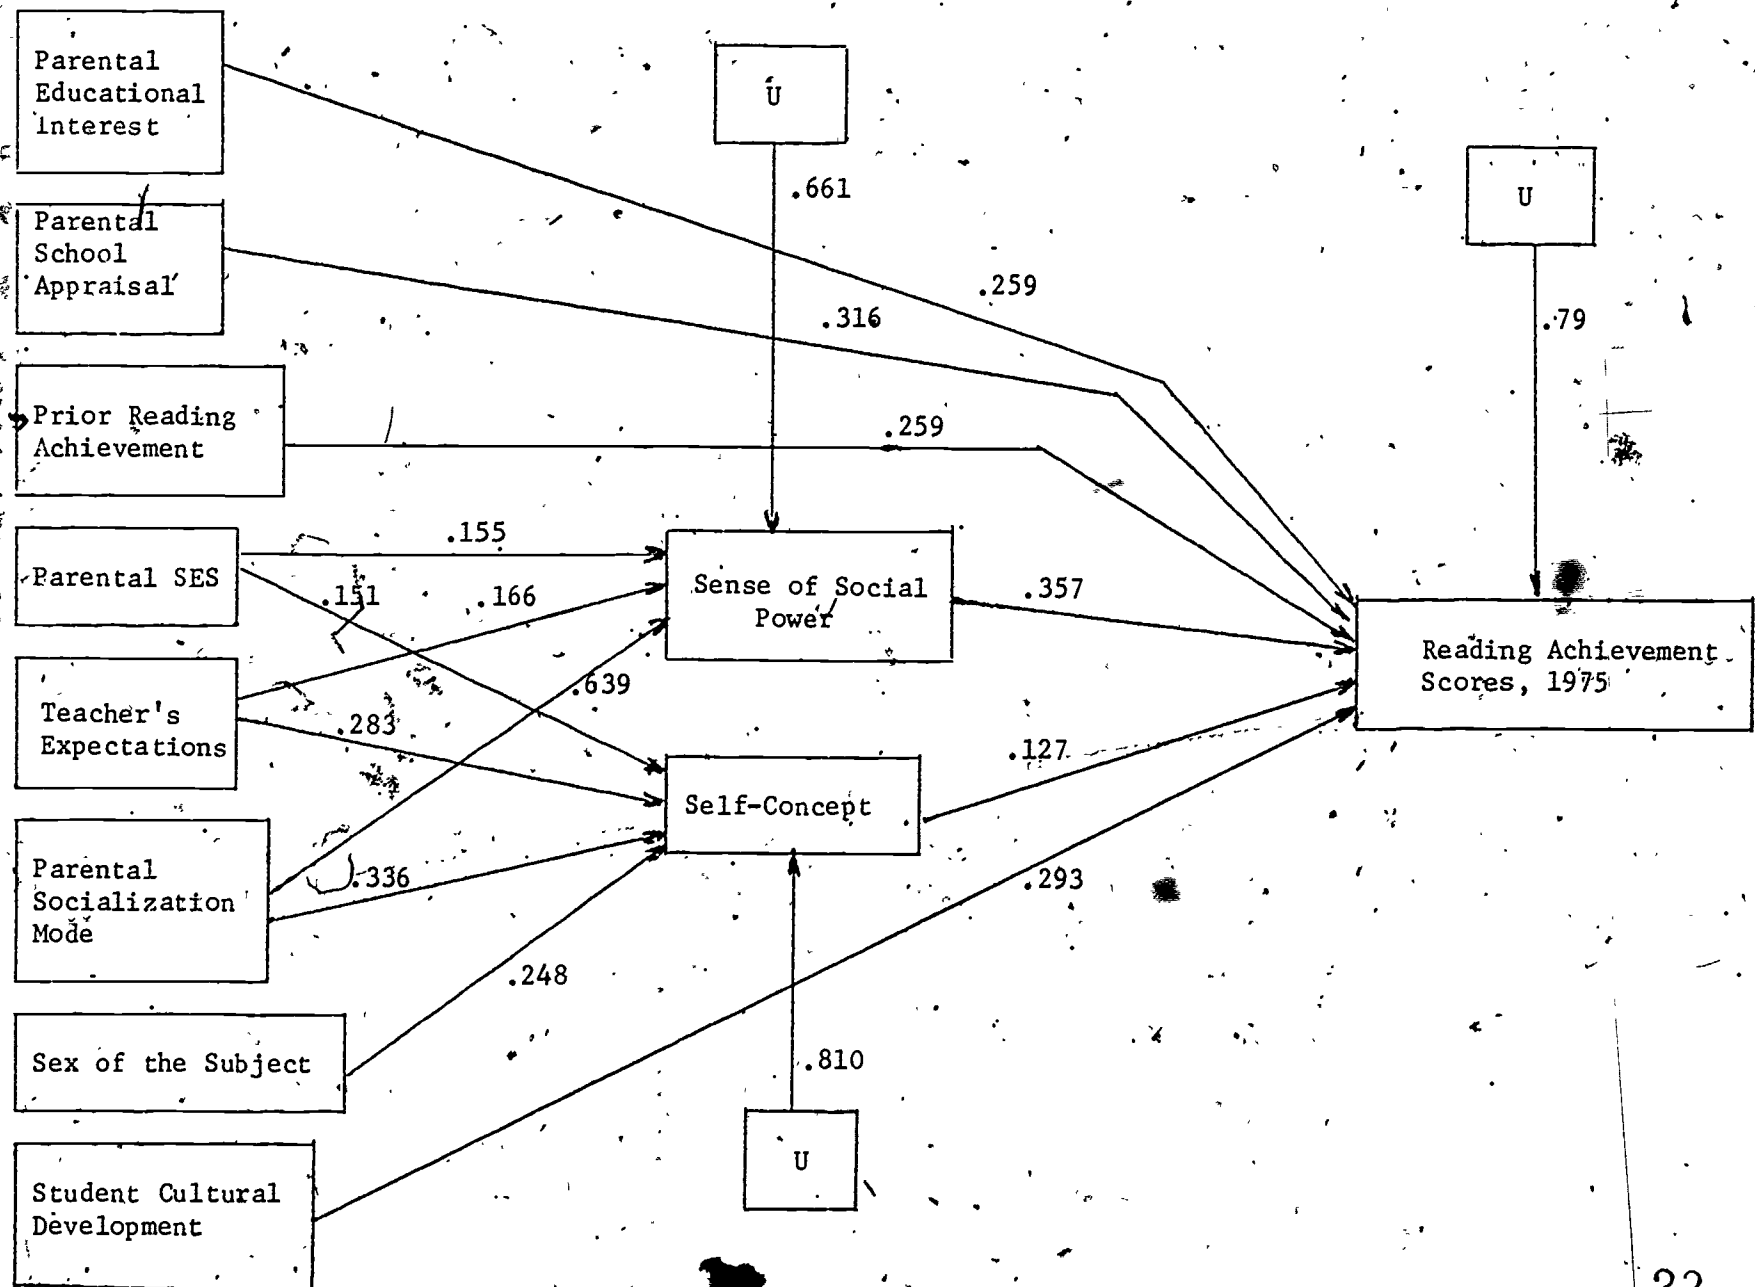 Parental
Educational
Interest
U
.661
U
Parental
School
Appraisal
.259
.316
.79
Prior Reading
Achievement
.259
.155
Parental SES
.151
.166
Sense of Social
Power
.357
Reading Achievement
Scores, 1975
.639
Teacher's
Expectations
.283
.127
Self-Concept
Parental
Socialization
Mode
.336
.293
.248
Sex of the Subject
.810
U
Student Cultural
Development